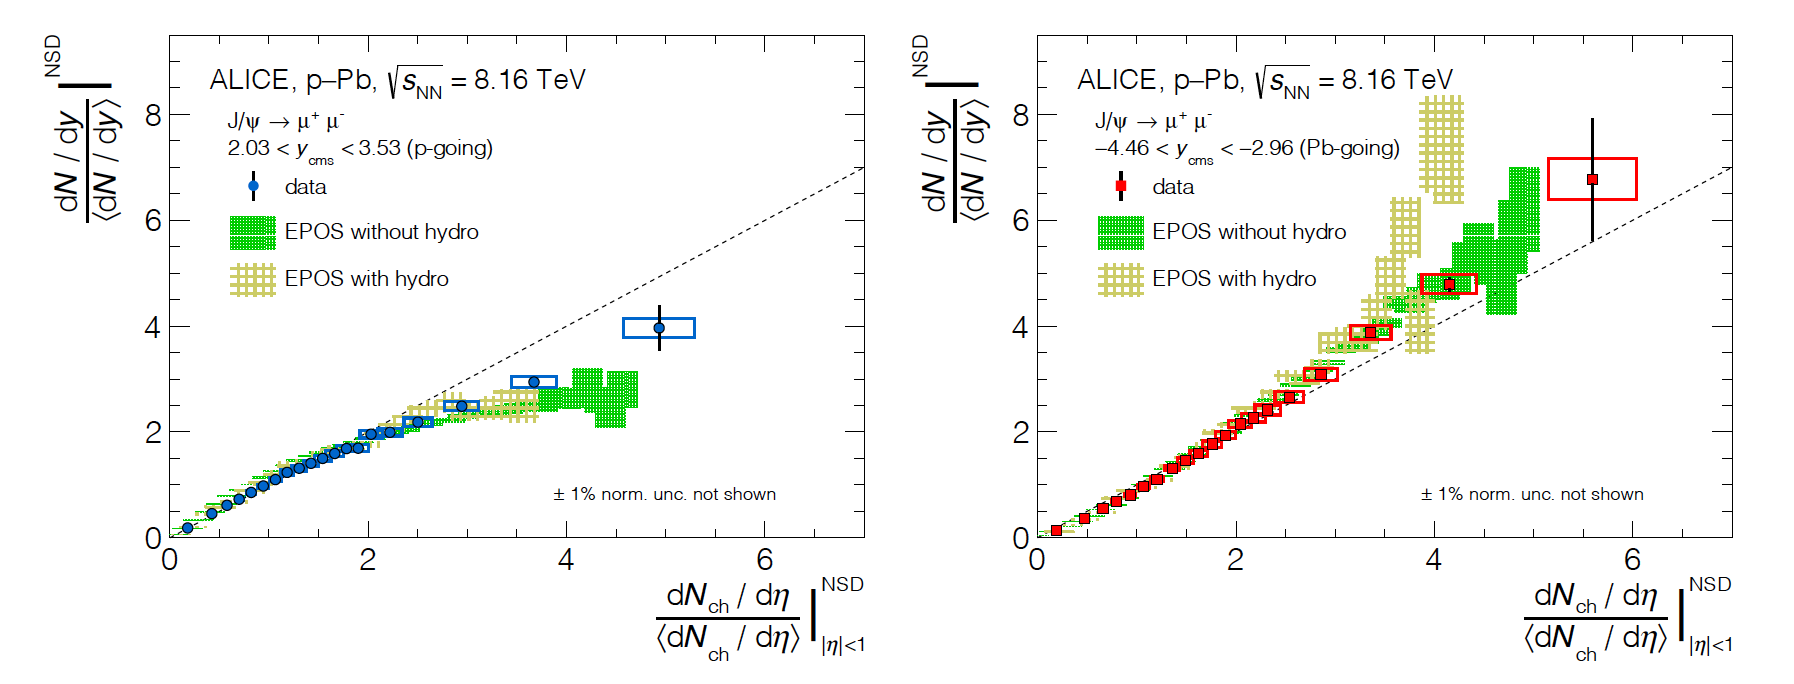 dN / dy
⟨dN / dy⟩
NSD
ALICE, p–Pb, √sNN = 8.16 TeV
J/ψ → μ+ μ-
2.03 < ycms < 3.53 (p-going)
data
EPOS without hydro
EPOS with hydro
± 1% norm. unc. not shown
8
6
4
2
0
0 2 4 6
dNch / dη
⟨dNch / dη⟩
NSD
|η|<1
dN / dy
⟨dN / dy⟩
NSD
ALICE, p–Pb, √sNN = 8.16 TeV
J/ψ → μ+ μ-
–4.46 < ycms < –2.96 (Pb-going)
data
EPOS without hydro
EPOS with hydro
± 1% norm. unc. not shown
8
6
4
2
0
0 2 4 6
dNch / dη
⟨dNch / dη⟩
NSD
|η|<1